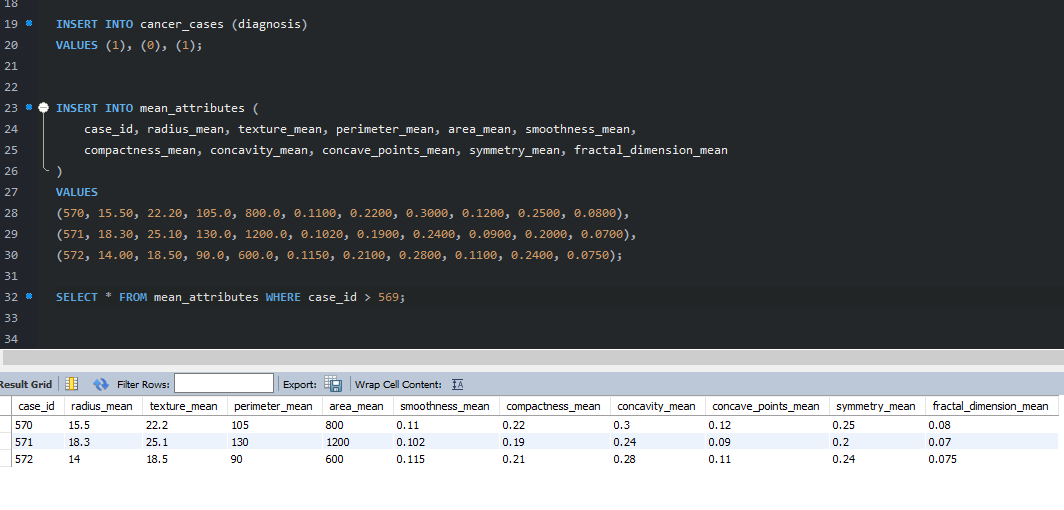 18
19 INSERT INTO cancer_cases (diagnosis)
20 VALUES (1), (0), (1);
21
22
23 INSERT INTO mean_attributes (
24 case_id, radius_mean, texture_mean, perimeter_mean, area_mean, smoothness_mean,
25 compactness_mean, concavity_mean, concave_points_mean, symmetry_mean, fractal_dimension_mean
26 )
27 VALUES
28 (570, 15.50, 22.20, 105.0, 800.0, 0.1100, 0.2200, 0.3000, 0.1200, 0.2500, 0.0800),
29 (571, 18.30, 25.10, 130.0, 1200.0, 0.1020, 0.1900, 0.2400, 0.0900, 0.2000, 0.0700),
30 (572, 14.00, 18.50, 90.0, 600.0, 0.1150, 0.2100, 0.2800, 0.1100, 0.2400, 0.0750);
31
32 SELECT * FROM mean_attributes WHERE case_id > 569;
33
34
Result Grid Filter Rows: Export: Wrap Cell Content: IA
case_id radius_mean texture_mean perimeter_mean area_mean smoothness_mean compactness_mean concavity_mean concave_points_mean symmetry_mean fractal_dimension_mean
570 15.5 22.2 105 800 0.11 0.22 0.3 0.12 0.25 0.08
571 18.3 25.1 130 1200 0.102 0.19 0.24 0.09 0.2 0.07
572 14 18.5 90 600 0.115 0.21 0.28 0.11 0.24 0.075